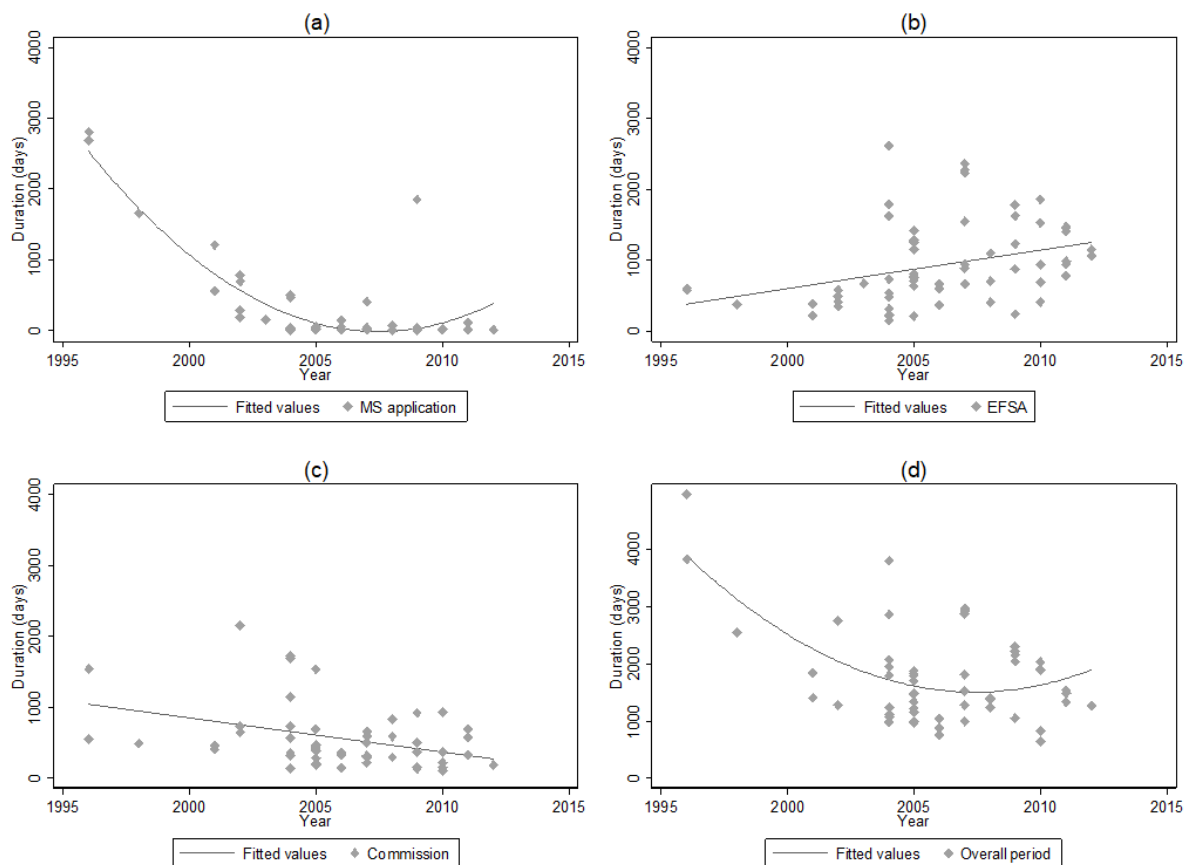 (a)
4000
3000
2000
1000
0
Duration (days)
1995 2000 2005 2010 2015
Year
Fitted values MS application
(b)
4000
3000
2000
1000
0
Duration (days)
1995 2000 2005 2010 2015
Year
Fitted values EFSA
(c)
4000
3000
2000
1000
0
Duration (days)
1995 2000 2005 2010 2015
Year
Fitted values Commission
(d)
4000
3000
2000
1000
0
Duration (days)
1995 2000 2005 2010 2015
Year
Fitted values Overall period